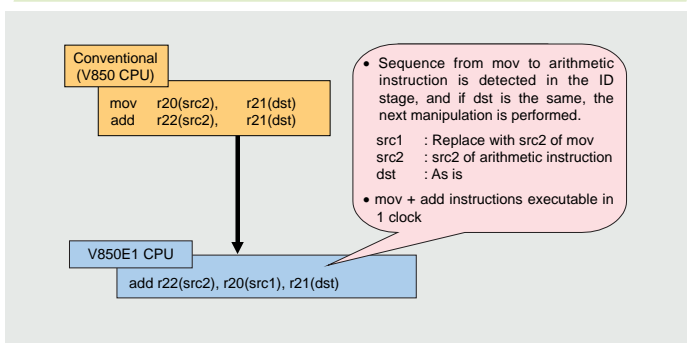 Conventional
(V850 CPU)
mov r20(src2), r21(dst)
add r22(src2), r21(dst)
• Sequence from mov to arithmetic
instruction is detected in the ID
stage, and if dst is the same, the
next manipulation is performed.
src1 : Replace with src2 of mov
src2 : src2 of arithmetic instruction
dst : As is
• mov + add instructions executable in
1 clock
V850E1 CPU
add r22(src2), r20(src1), r21(dst)